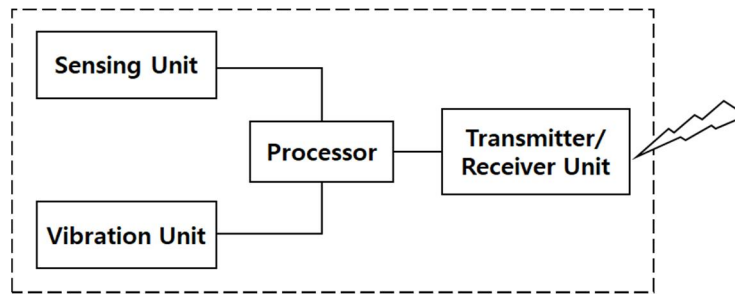 Sensing Unit
Processor
Transmitter/
Receiver Unit
Vibration Unit